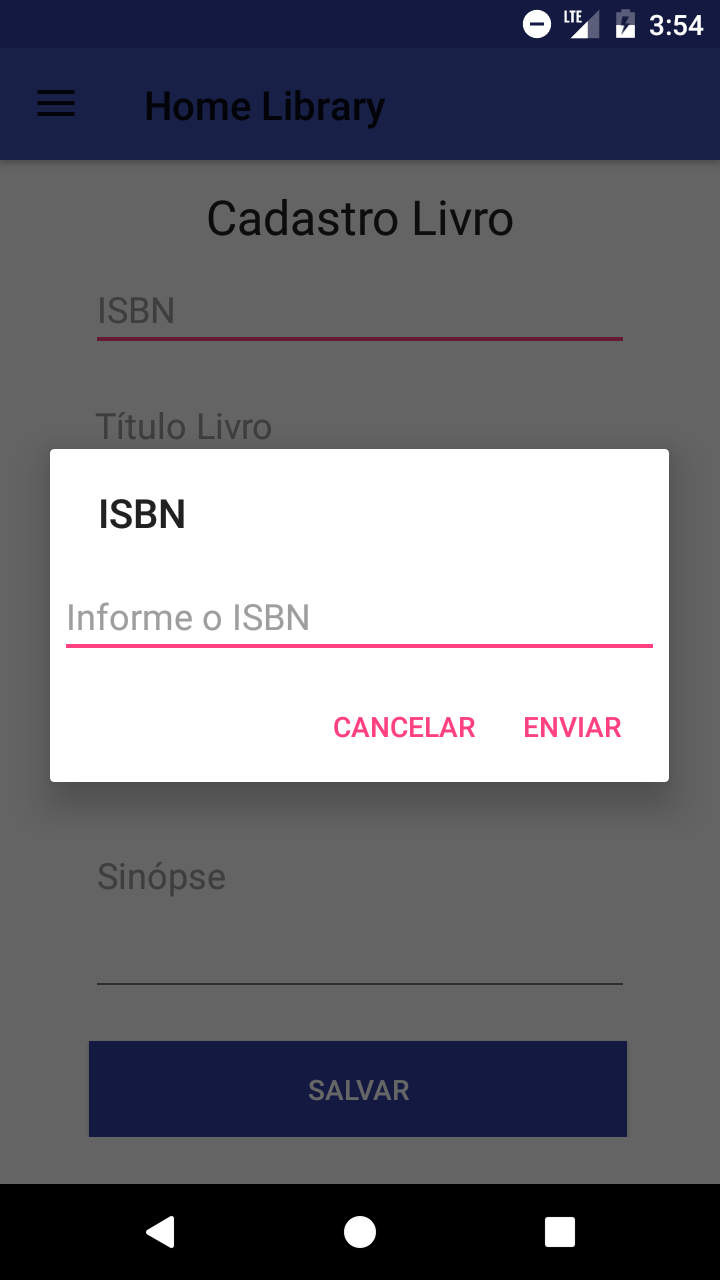 LTE 3:54
Home Library
Cadastro Livro
ISBN
Título Livro
ISBN
Informe o ISBN
CANCELAR ENVIAR
Sinópse
SALVAR